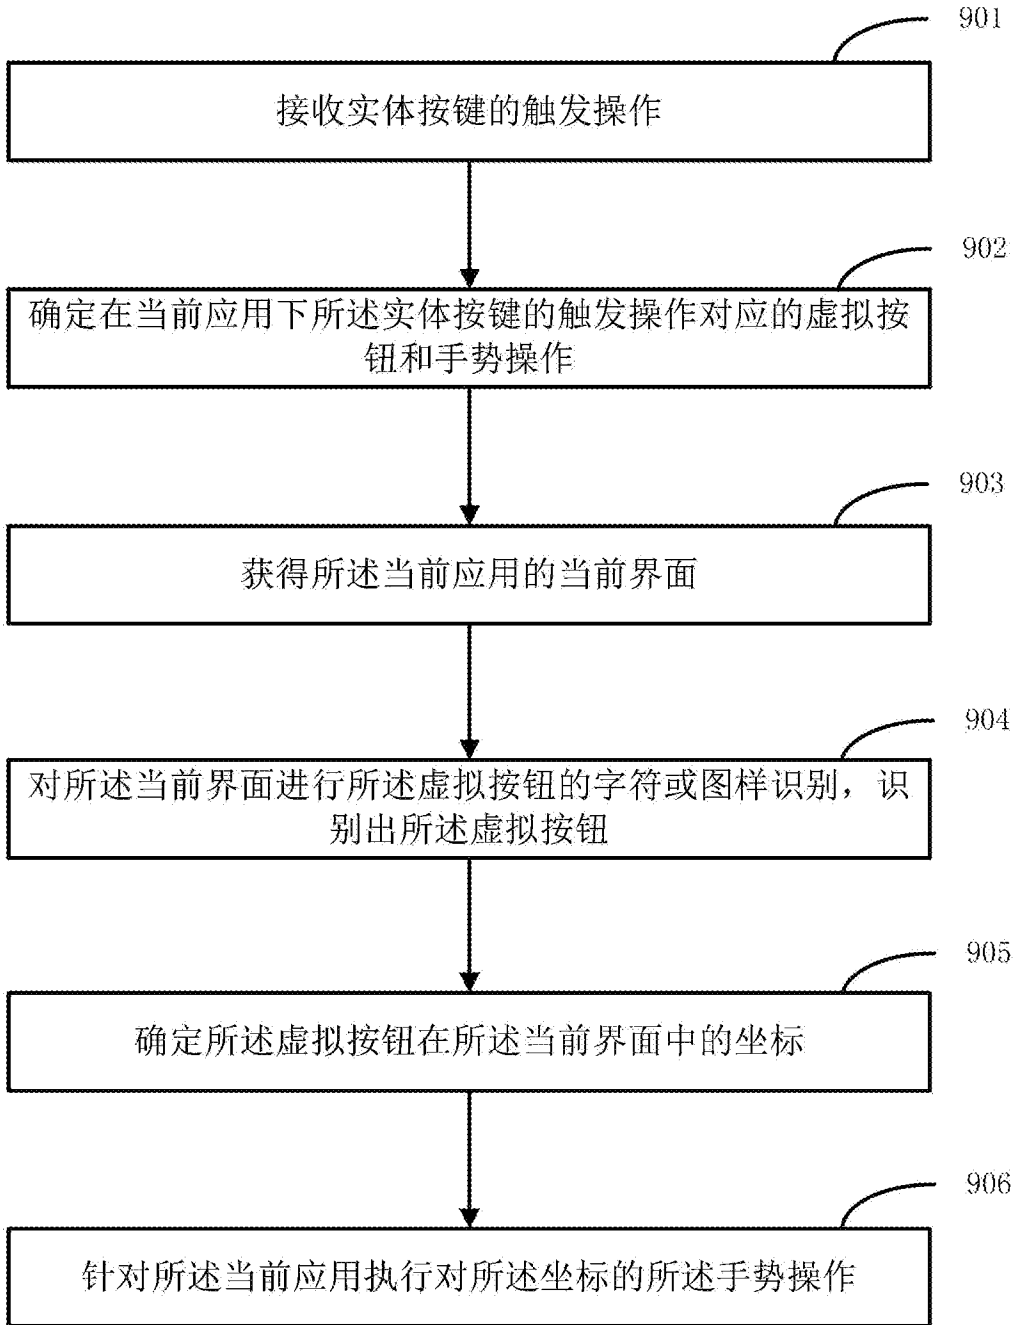 901
接收实体按键的触发操作
902
确定在当前应用下所述实体按键的触发操作对应的虚拟按
钮和手势操作
903
获得所述当前应用的当前界面
904
对所述当前界面进行所述虚拟按钮的字符或图样识别，识
别出所述虚拟按钮
905
确定所述虚拟按钮在所述当前界面中的坐标
906
针对所述当前应用执行对所述坐标的所述手势操作